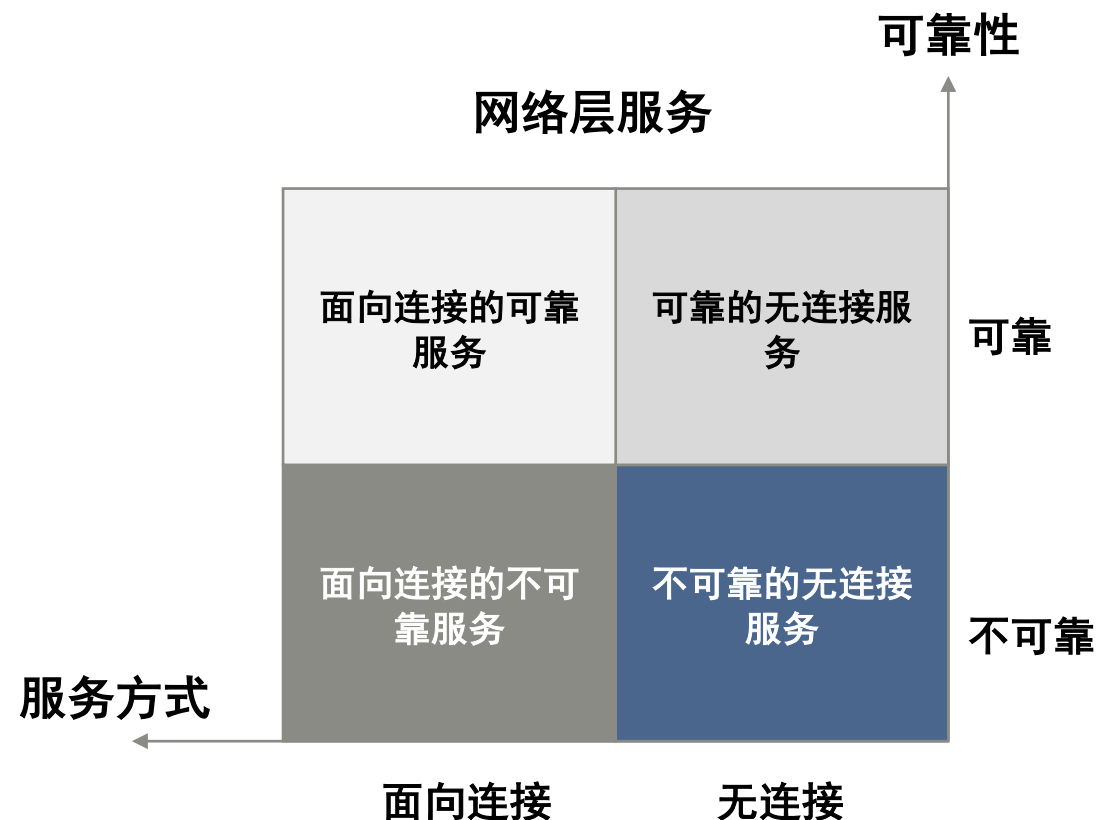 可靠性
网络层服务
面向连接的可靠
服务
可靠的无连接服
务
可靠
面向连接的不可
靠服务
不可靠的无连接
服务
不可靠
服务方式
面向连接
无连接